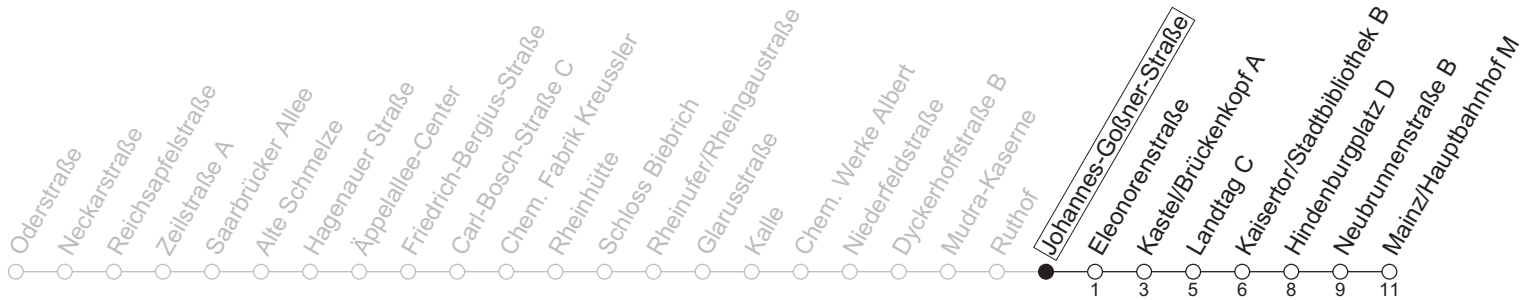 Oderstraße
Neckarstraße
Reichsapfelstraße
Zeilstraße A
Saarbrücker Allee
Alte Schmelze
Hagenauer Straße
Äppelallee-Center
Friedrich-Bergius-Straße
Carl-Bosch-Straße C
Chem. Fabrik Kreussler
Rheinhütte
Schloss Biebrich
Rheinufer/Rheingaustraße
Glarusstraße
Kalle
Chem. Werke Albert
Niederfeldstraße
Dyckerhoffstraße B
Mudra-Kaserne
Ruthof
Johannes-Goßner-Straße
Eleonorenstraße
Kastel/Brückenkopf A
Landtag C
Kaisertor/Stadtbibliothek B
Hindenburgplatz D
Neubrunnenstraße B
Mainz/Hauptbahnhof M
1 3 5 6 8 9 11